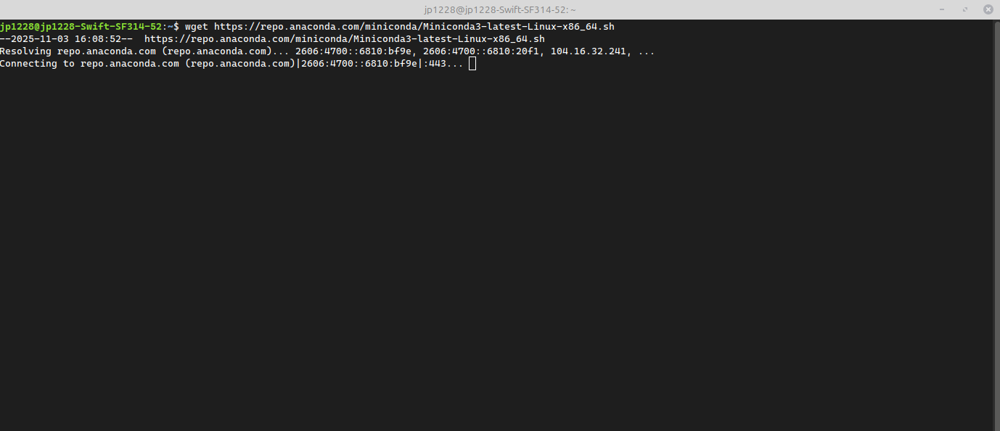 jp1228@jp1228-Swift-SF314-52: ~
jp1228@jp1228-Swift-SF314-52:~$ wget https://repo.anaconda.com/miniconda/Miniconda3-latest-Linux-x86_64.sh
--2025-11-03 16:08:52--  https://repo.anaconda.com/miniconda/Miniconda3-latest-Linux-x86_64.sh
Resolving repo.anaconda.com (repo.anaconda.com)... 2606:4700::6810:bf9e, 2606:4700::6810:20f1, 104.16.32.241, ...
Connecting to repo.anaconda.com (repo.anaconda.com)|2606:4700::6810:bf9e|:443...